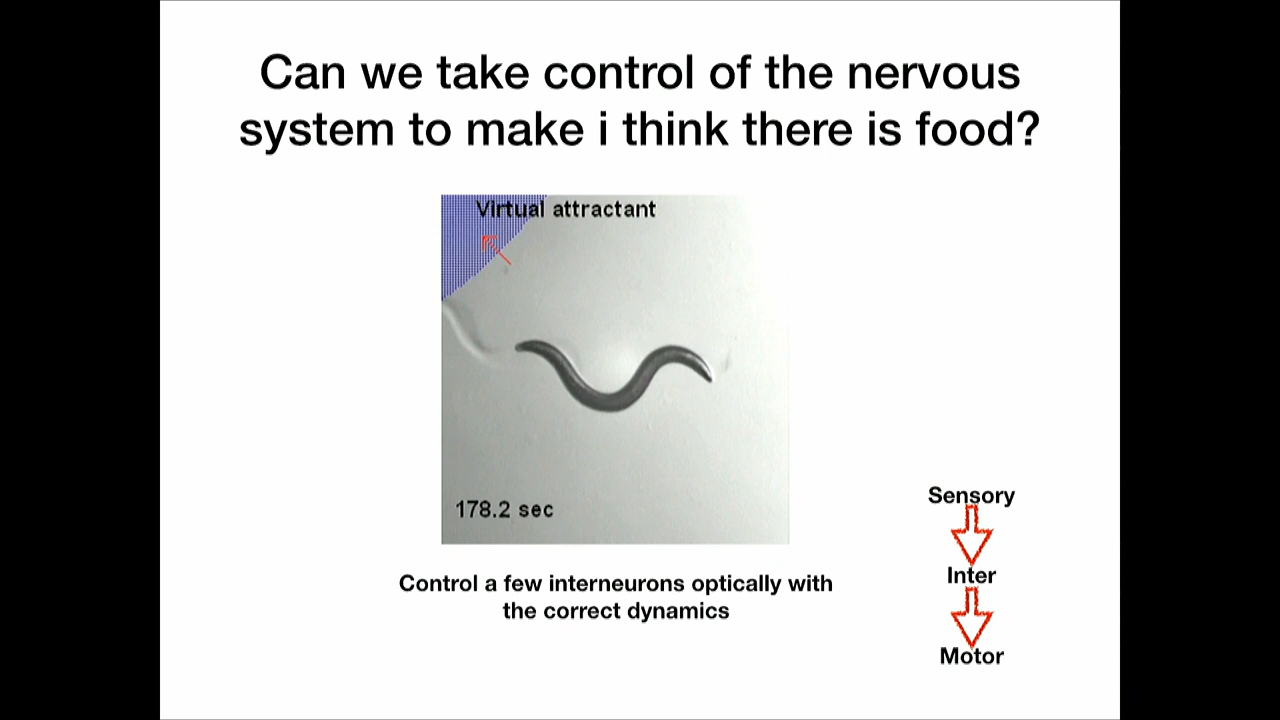 Can we take control of the nervous
system to make i think there is food?
Virtual attractant
178.2 sec
Control a few interneurons optically with
the correct dynamics
Sensory
Inter
Motor